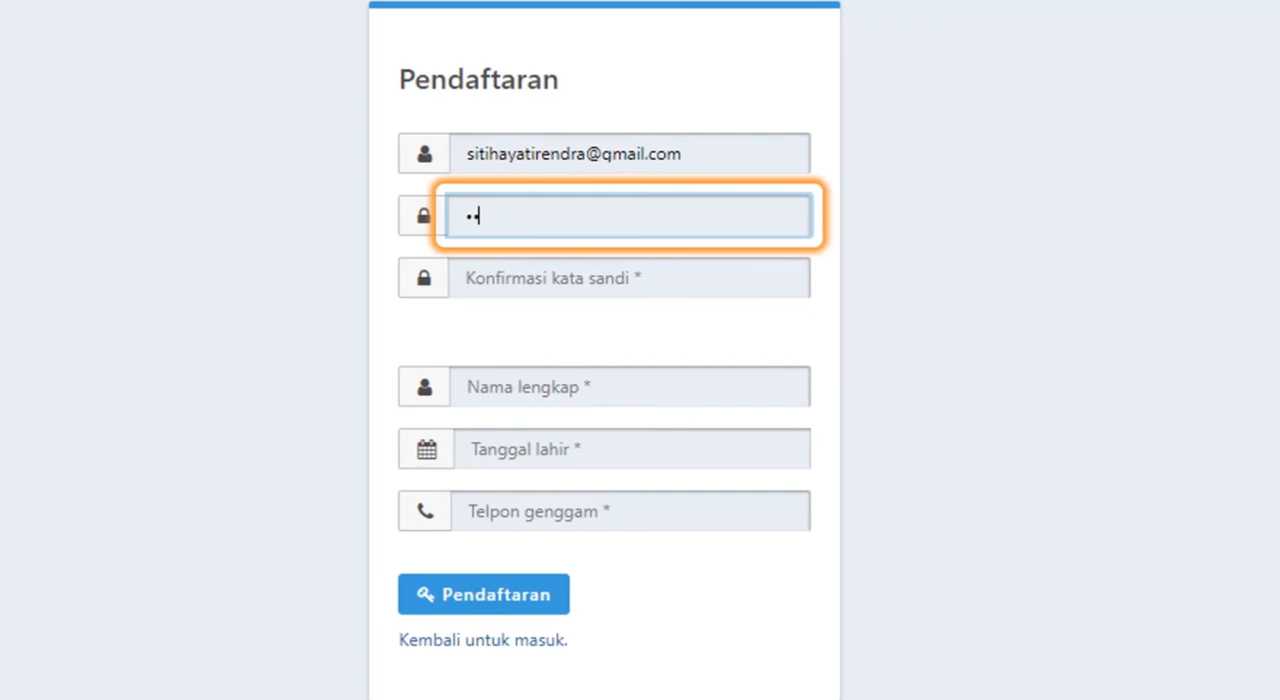 Pendaftaran
sitihayatirendra@gmail.com
••
Konfirmasi kata sandi *
Nama lengkap *
Tanggal lahir *
Telpon genggam *
Pendaftaran
Kembali untuk masuk.